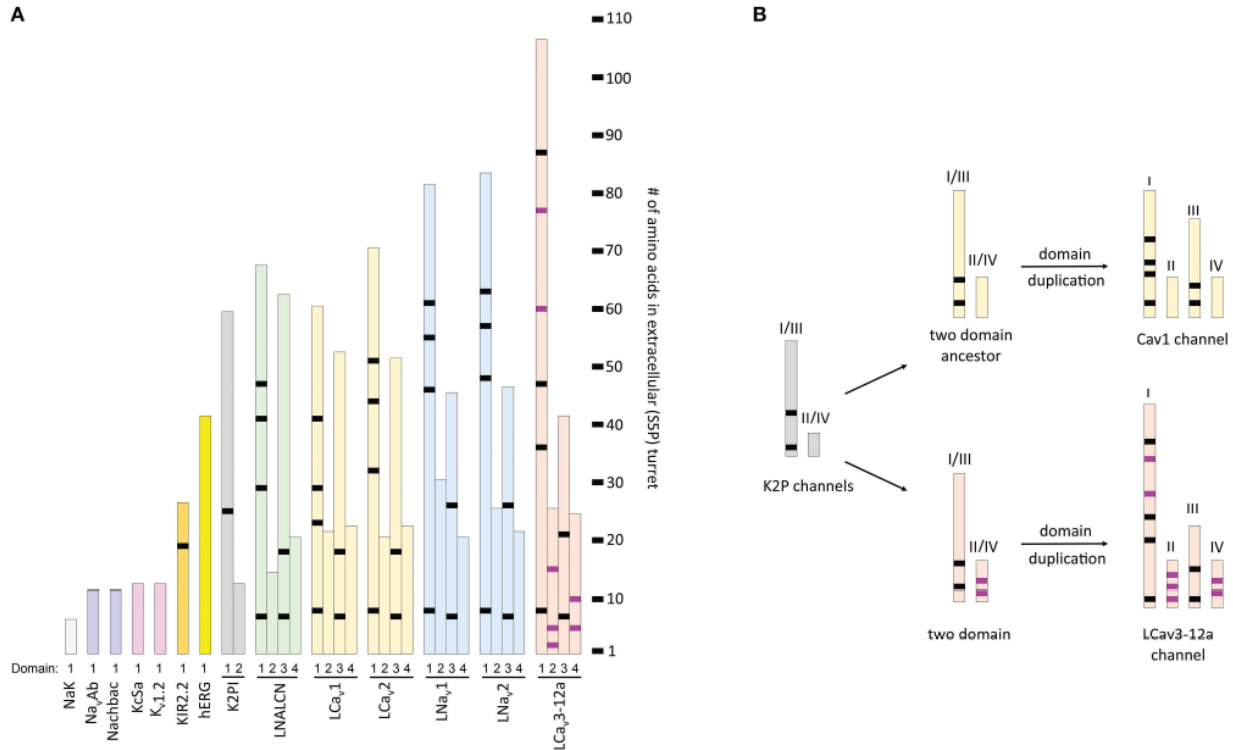 A
110
100
90
80
70
60
50
40
30
20
10
1
# of amino acids in extracellular (S5P) turret
Domain: 1 1 1 1 1 1 1 1 2 1 2 3 4 1 2 3 4 1 2 3 4 1 2 3 4 1 2 3 4 1 2 3 4
NaK
NavAb
Nachbac
KcSa
Kv1.2
KIR2.2
hERG
K2PI
LNALCN
LCav1
LCav2
LNav1
LNav2
LCav3-12a
B
I/III
II/IV
K2P channels
I/III
II/IV
two domain
ancestor
domain
duplication
I
II
III
IV
Cav1 channel
I/III
II/IV
two domain
domain
duplication
I
II
III
IV
LCav3-12a
channel